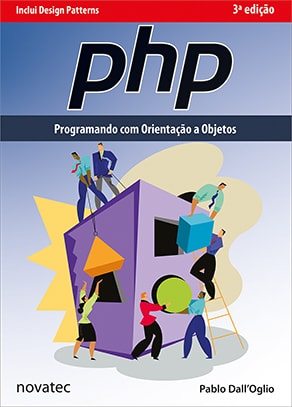 Inclui Design Patterns
3ª edição
php
Programando com Orientação a Objetos
novatec
Pablo Dall'Oglio